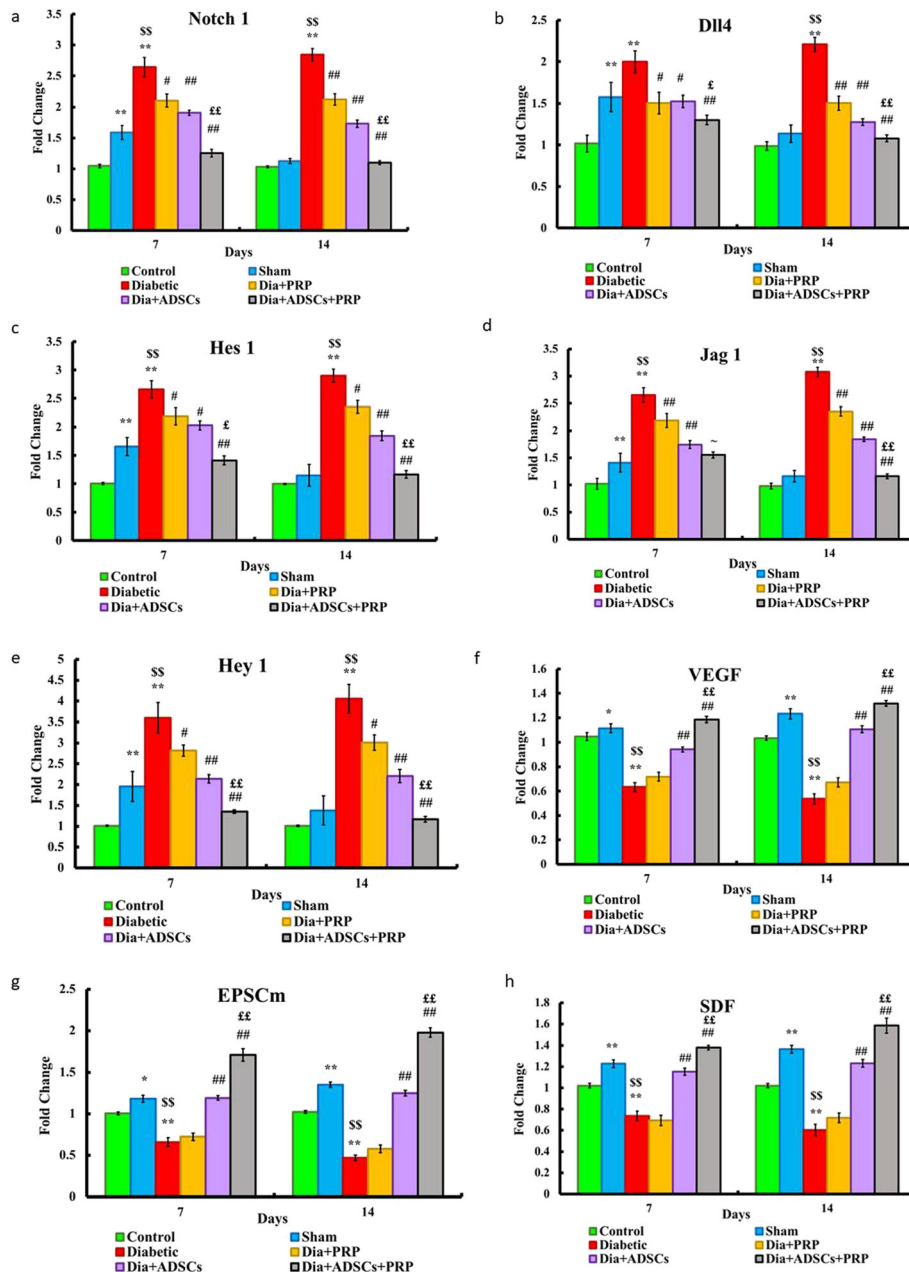 a
Notch 1
Fold Change
3
2.5
2
1.5
1
0.5
0
**
$$
**
#
##
££
##
$$
**
##
##
££
##
7
14
Days
Control
Sham
Diabetic
Dia+PRP
Dia+ADSCs
Dia+ADSCs+PRP
b
Dll4
Fold Change
2.5
2
1.5
1
0.5
0
**
**
#
#
£
##
$$
**
##
##
££
##
7
14
Days
Control
Sham
Diabetic
Dia+PRP
Dia+ADSCs
Dia+ADSCs+PRP
c
Hes 1
Fold Change
3.5
3
2.5
2
1.5
1
0.5
0
**
$$
**
#
#
£
##
$$
**
#
##
££
##
7
14
Days
Control
Sham
Diabetic
Dia+PRP
Dia+ADSCs
Dia+ADSCs+PRP
d
Jag 1
Fold Change
3.5
3
2.5
2
1.5
1
0.5
0
**
$$
**
##
##
~
$$
**
##
##
££
##
7
14
Days
Control
Sham
Diabetic
Dia+PRP
Dia+ADSCs
Dia+ADSCs+PRP
e
Hey 1
Fold Change
5
4.5
4
3.5
3
2.5
2
1.5
1
0.5
0
**
$$
**
#
##
££
##
$$
**
#
##
££
##
7
14
Days
Control
Sham
Diabetic
Dia+PRP
Dia+ADSCs
Dia+ADSCs+PRP
f
VEGF
Fold Change
1.6
1.4
1.2
1
0.8
0.6
0.4
0.2
0
*
$$
**
##
££
##
**
$$
**
##
££
##
7
14
Days
Control
Sham
Diabetic
Dia+PRP
Dia+ADSCs
Dia+ADSCs+PRP
g
EPSCm
Fold Change
2.5
2
1.5
1
0.5
0
*
$$
**
##
££
##
**
$$
**
##
££
##
7
14
Days
Control
Sham
Diabetic
Dia+PRP
Dia+ADSCs
Dia+ADSCs+PRP
h
SDF
Fold Change
1.8
1.6
1.4
1.2
1
0.8
0.6
0.4
0.2
0
**
$$
**
##
££
##
**
$$
**
##
££
##
7
14
Days
Control
Sham
Diabetic
Dia+PRP
Dia+ADSCs
Dia+ADSCs+PRP